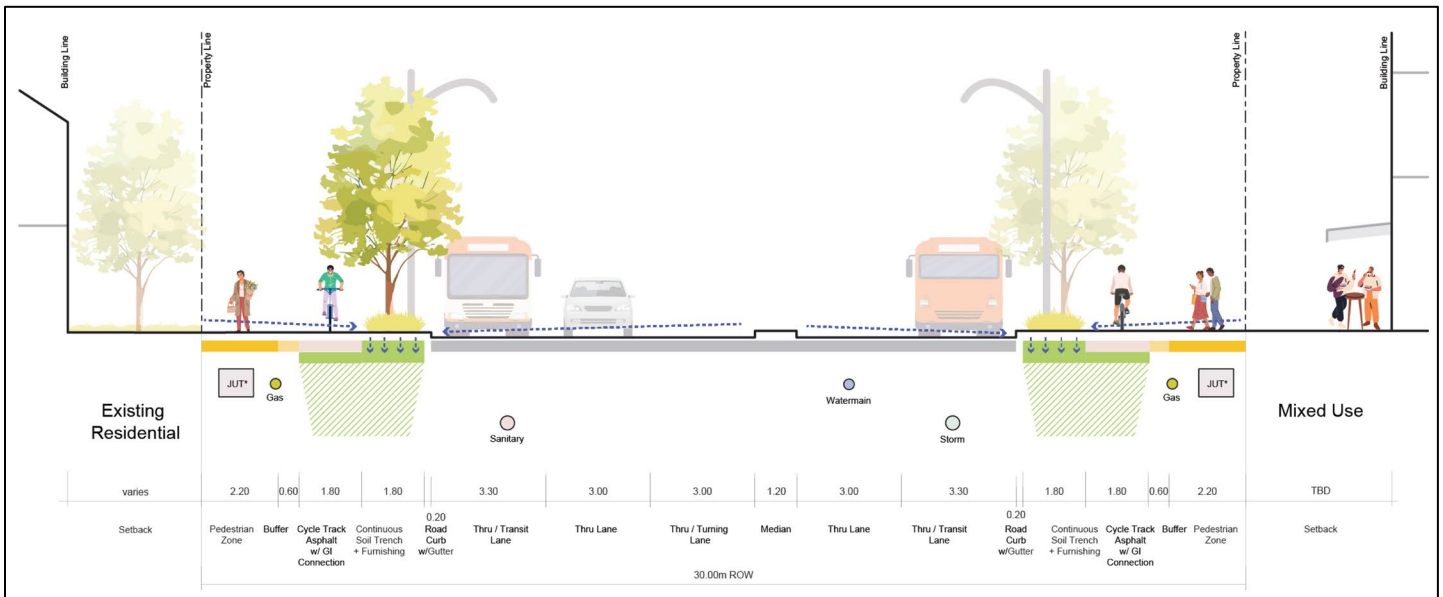 Building Line
Property Line
Property Line
Building Line
JUT*
Gas
Watermain
Gas
JUT*
Existing
Residential
Sanitary
Storm
Mixed Use
varies 2.20 0.60 1.80 1.80 3.30 3.00 3.00 1.20 3.00 3.30 1.80 1.80 0.60 2.20 TBD
Setback
Pedestrian
Zone
Buffer
Cycle Track
Asphalt
w/ GI
Connection
Continuous
Soil Trench
+ Furnishing
0.20
Road
Curb
w/Gutter
Thru / Transit
Lane
Thru Lane
Thru / Turning
Lane
Median
Thru Lane
Thru / Transit
Lane
0.20
Road
Curb
w/Gutter
Continuous
Soil Trench
+ Furnishing
Cycle Track
Asphalt
w/ GI
Connection
Buffer
Pedestrian
Zone
Setback
30.00m ROW